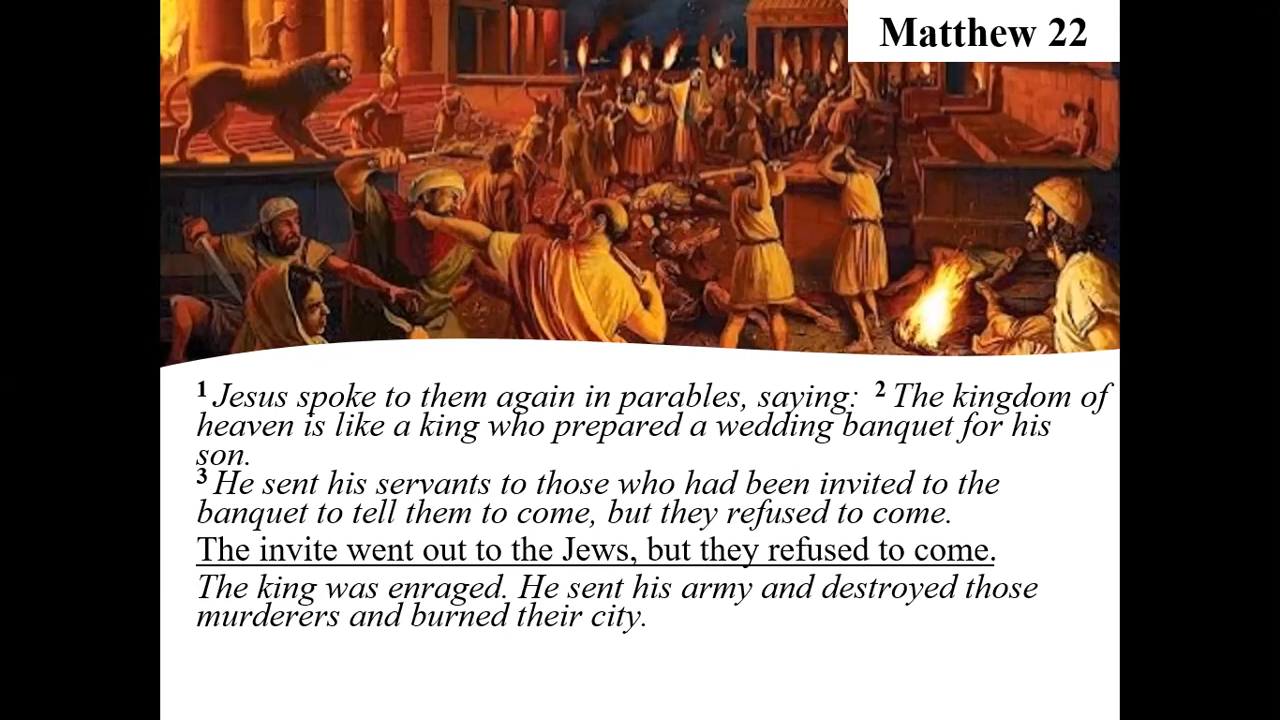 Matthew 22
1 Jesus spoke to them again in parables, saying: 2 The kingdom of
heaven is like a king who prepared a wedding banquet for his
son.
3 He sent his servants to those who had been invited to the
banquet to tell them to come, but they refused to come.
The invite went out to the Jews, but they refused to come.
The king was enraged. He sent his army and destroyed those
murderers and burned their city.